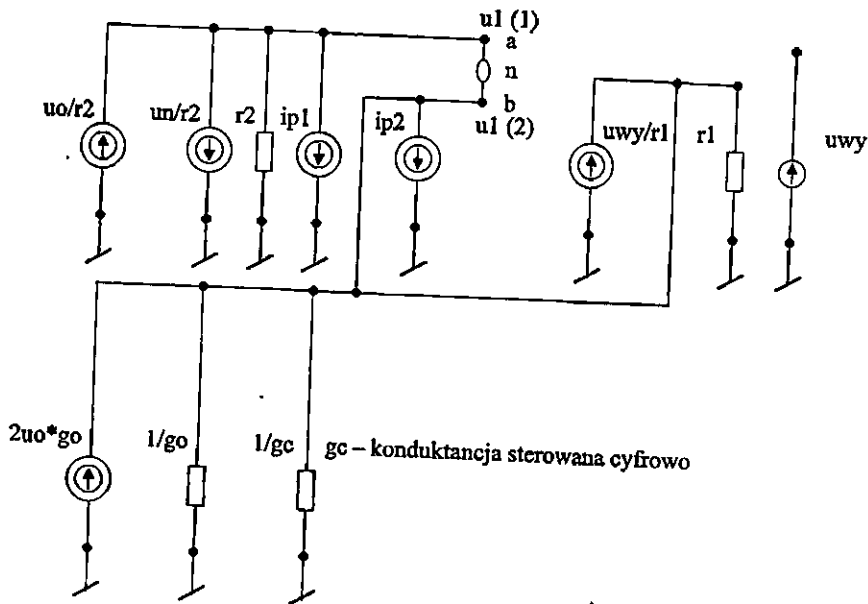 u1 (1)
a
n
b
u1 (2)
uo/r2
un/r2
r2
ip1
ip2
uwy/r1
r1
uwy
2uo*go
1/go
1/gc
gc – konduktancja sterowana cyfrowo